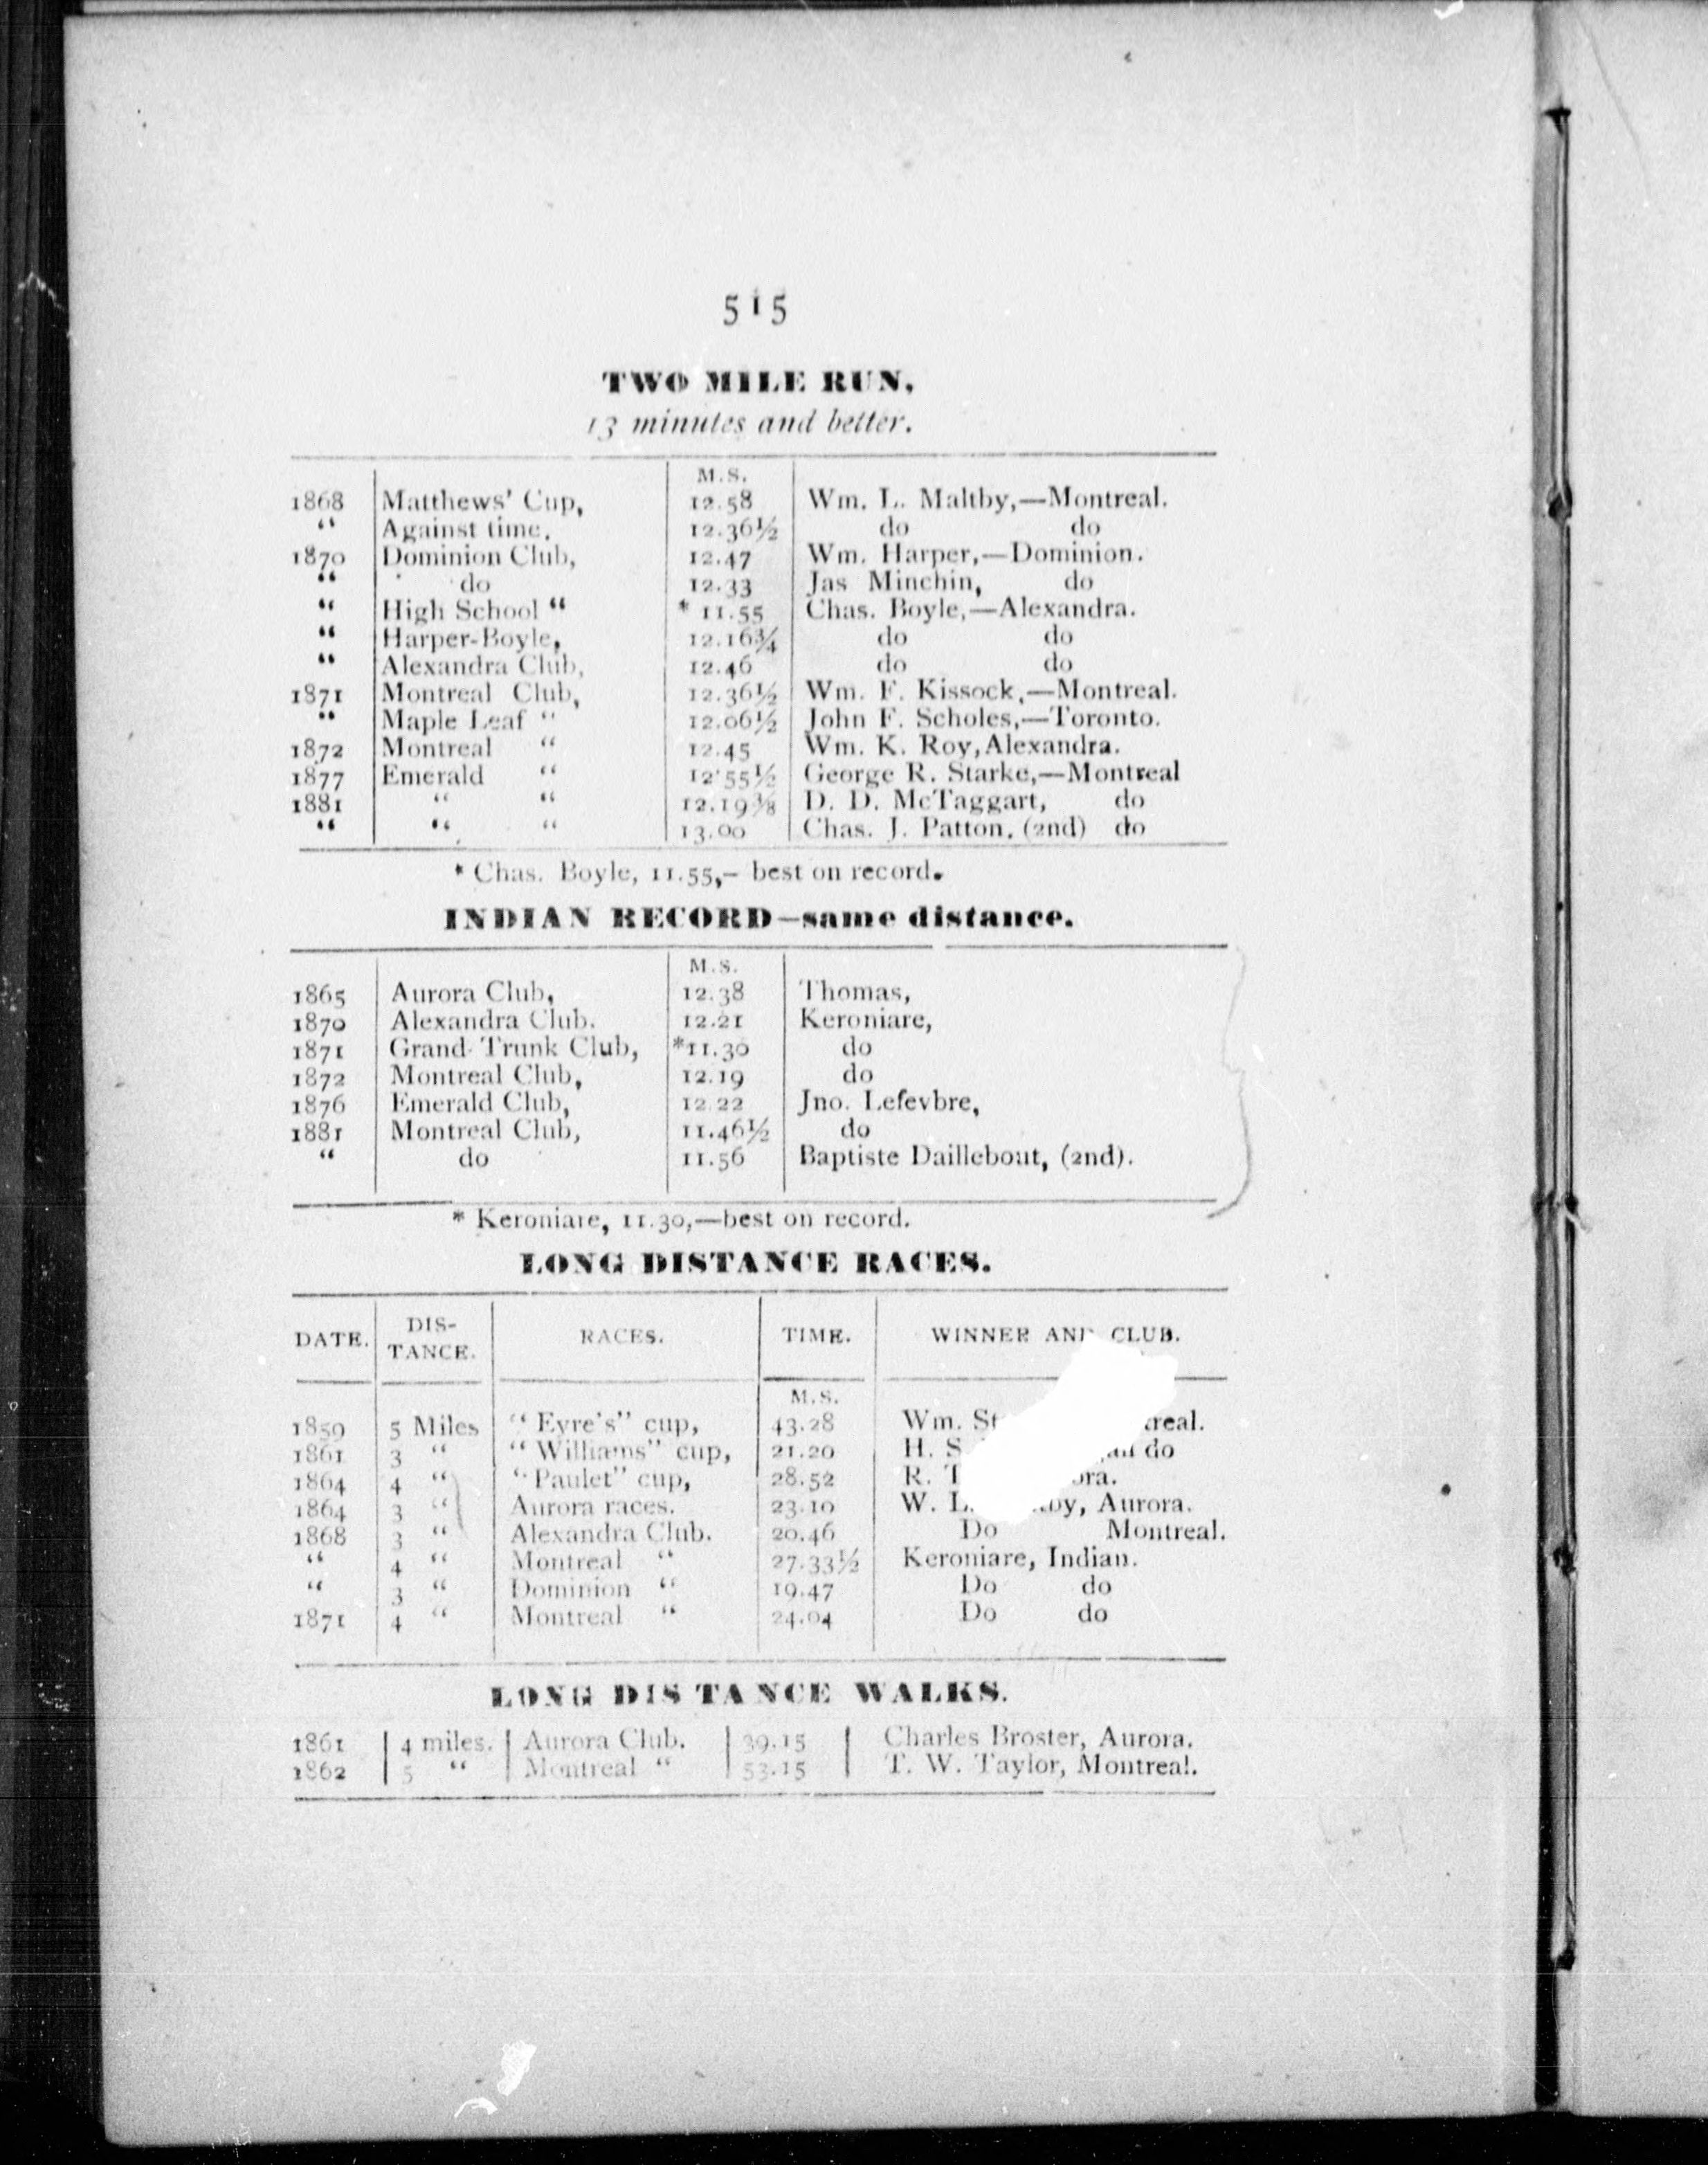 515
TWO MILE RUN,
13 minutes and better.
M.S.
1868 Matthews' Cup, 12.58 Wm. L. Maltby,—Montreal.
" Against time, 12.36½ do do
1870 Dominion Club, 12.47 Wm. Harper,—Dominion.
" do 12.33 Jas Minchin, do
" High School " * 11.55 Chas. Boyle,—Alexandra.
" Harper-Boyle, 12.16¾ do do
" Alexandra Club, 12.46 do do
1871 Montreal Club, 12.36½ Wm. F. Kissock,—Montreal.
" Maple Leaf " 12.06½ John F. Scholes,—Toronto.
1872 Montreal " 12.45 Wm. K. Roy, Alexandra.
1877 Emerald " 12'55½ George R. Starke,—Montreal
1881 " " 12.19⅜ D. D. McTaggart, do
" " " 13.00 Chas. J. Patton, (2nd) do
* Chas. Boyle, 11.55,– best on record.
INDIAN RECORD—same distance.
M.S.
1865 Aurora Club, 12.38 Thomas,
1870 Alexandra Club. 12.21 Keroniare,
1871 Grand Trunk Club, *11.30 do
1872 Montreal Club, 12.19 do
1876 Emerald Club, 12.22 Jno. Lefevbre,
1881 Montreal Club, 11.46½ do
" do 11.56 Baptiste Daillebout, (2nd).
* Keroniare, 11.30,—best on record.
LONG DISTANCE RACES.
DATE. DIS-TANCE. RACES. TIME. WINNER AND CLUB.
M.S.
1859 5 Miles "Eyre's" cup, 43.28 Wm.
1861 3 " "Williams" cup, 21.20 H. do
1864 4 " "Paulet" cup, 28.52 R.
1864 3 " Aurora races. 23.10 W. L. Aurora.
1868 3 " Alexandra Club. 20.46 Do Montreal.
" 4 " Montreal " 27.33½ Keroniare, Indian.
" 3 " Dominion " 19.47 Do do
1871 4 " Montreal " 24.04 Do do
LONG DISTANCE WALKS.
1861 4 miles. Aurora Club. 39.15 Charles Broster, Aurora.
1862 5 " Montreal " 53.15 T. W. Taylor, Montreal.